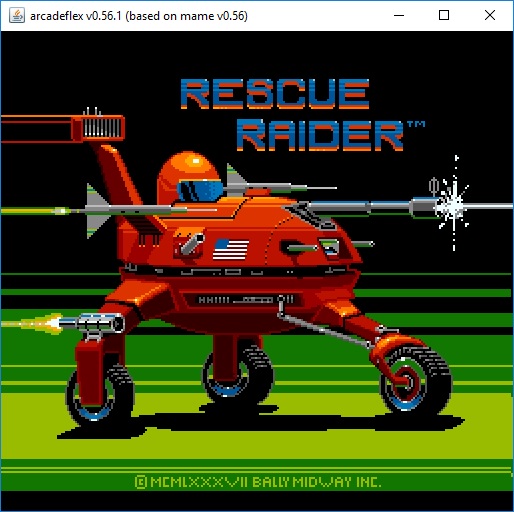 arcadeflex v0.56.1 (based on mame v0.56)
RESCUE
RAIDER™
© MCMLXXXVII BALLY MIDWAY INC.